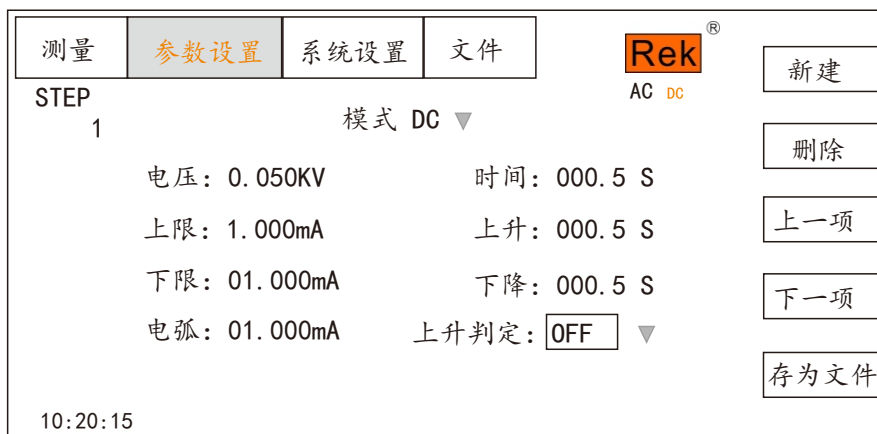 测量 参数设置 系统设置 文件 Rek®
AC DC
新建
STEP
1
模式 DC ▼
删除
电压: 0.050KV 时间: 000.5 S
上限: 1.000mA 上升: 000.5 S
上一项
下限: 01.000mA 下降: 000.5 S
下一项
电弧: 01.000mA 上升判定: OFF ▼
存为文件
10:20:15